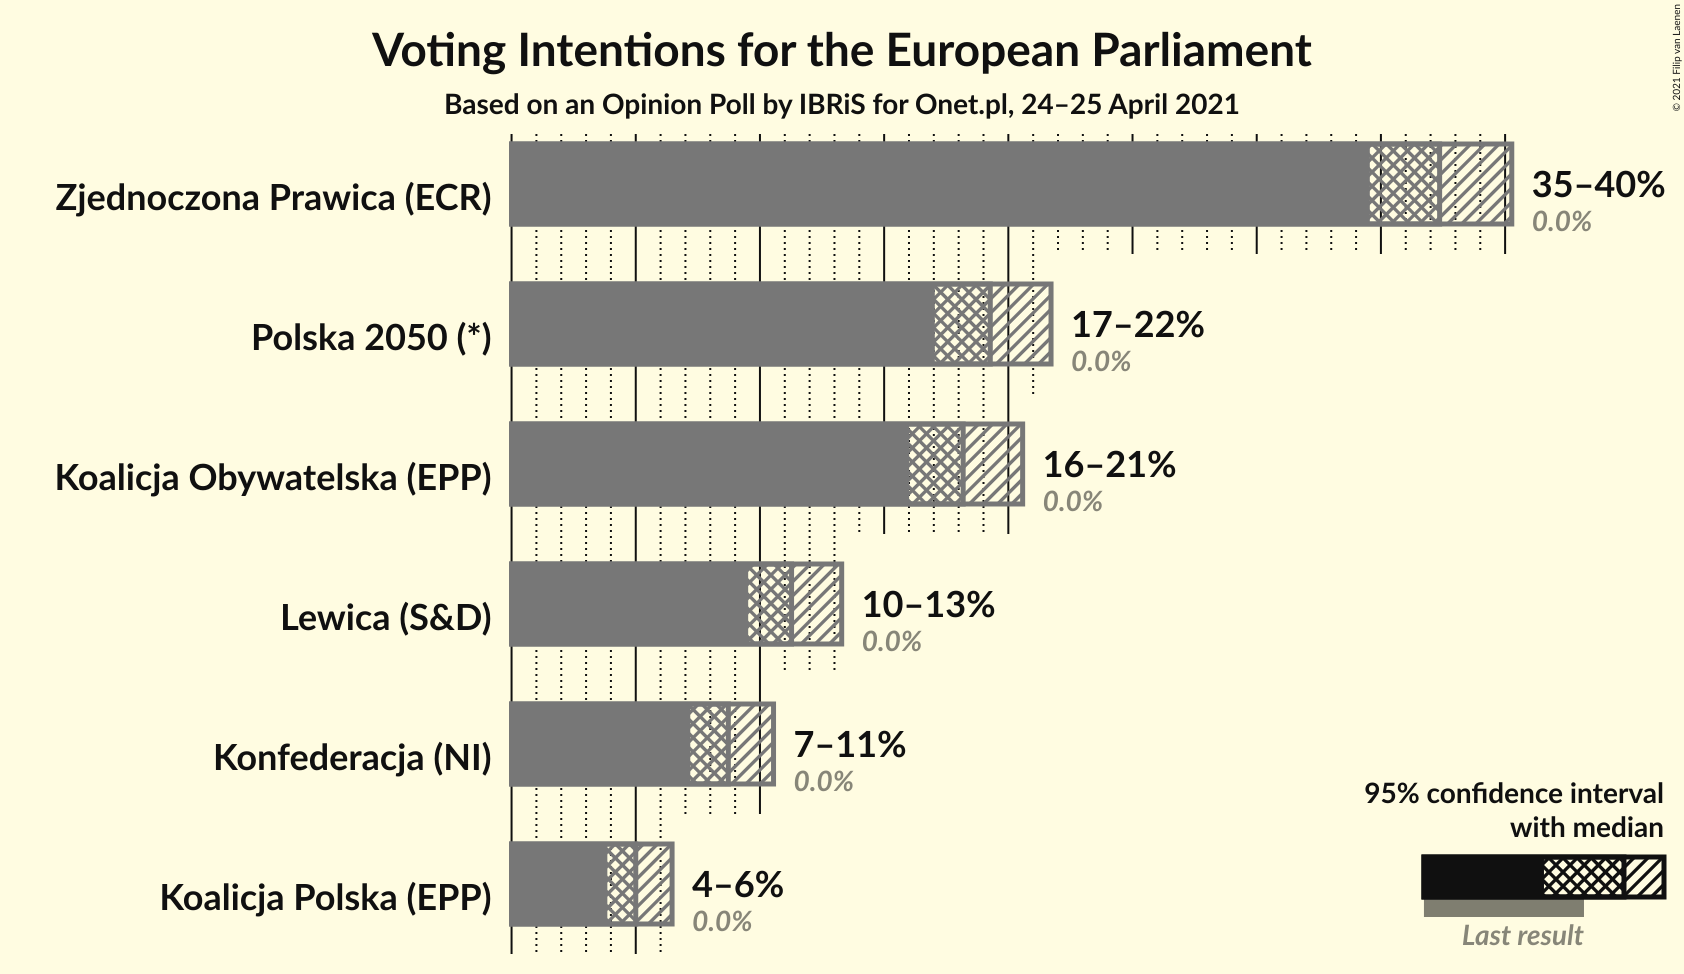 Voting Intentions for the European Parliament
Based on an Opinion Poll by IBRiS for Onet.pl, 24–25 April 2021
© 2021 Filip van Laenen
Zjednoczona Prawica (ECR)
35–40%
0.0%
Polska 2050 (*)
17–22%
0.0%
Koalicja Obywatelska (EPP)
16–21%
0.0%
Lewica (S&D)
10–13%
0.0%
Konfederacja (NI)
7–11%
0.0%
Koalicja Polska (EPP)
4–6%
0.0%
95% confidence interval
with median
Last result